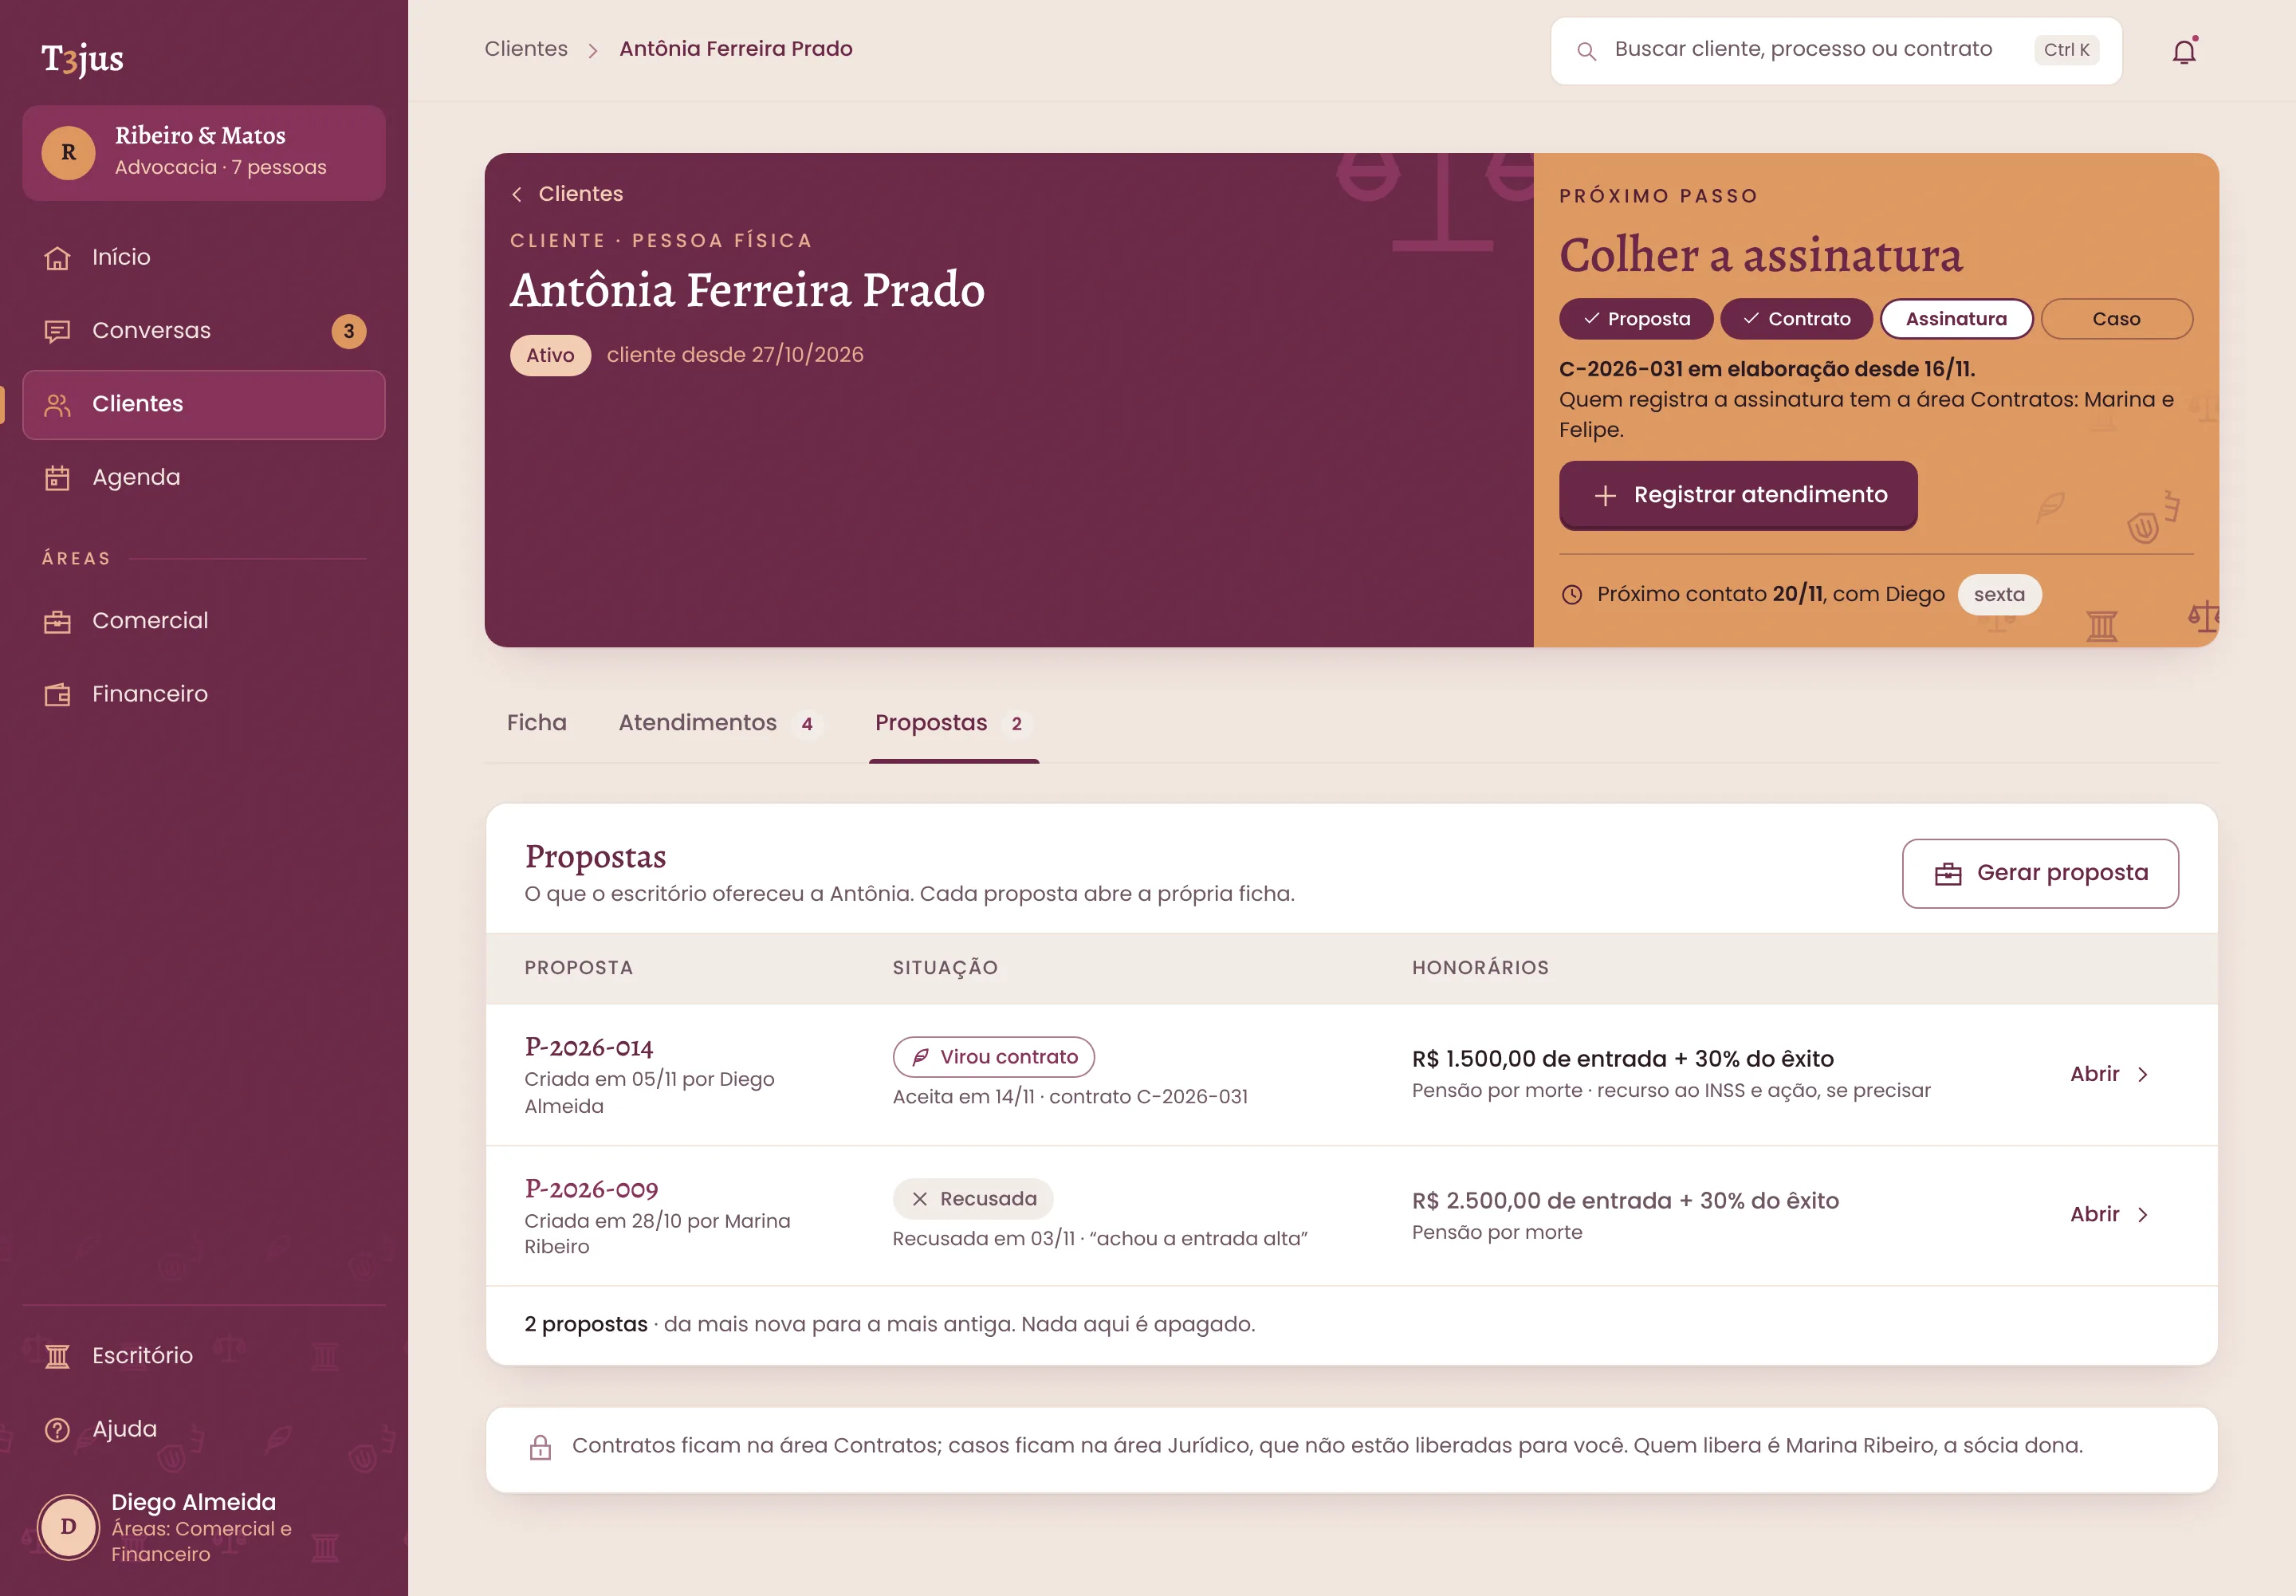 T3jus
R
Ribeiro & Matos
Advocacia · 7 pessoas
Início
Conversas
3
Clientes
Agenda
ÁREAS
Comercial
Financeiro
Escritório
Ajuda
D
Diego Almeida
Áreas: Comercial e
Financeiro
Clientes
Antônia Ferreira Prado
Buscar cliente, processo ou contrato
Ctrl K
Clientes
CLIENTE · PESSOA FÍSICA
Antônia Ferreira Prado
Ativo
cliente desde 27/10/2026
PRÓXIMO PASSO
Colher a assinatura
Proposta
Contrato
Assinatura
Caso
C-2026-031 em elaboração desde 16/11.
Quem registra a assinatura tem a área Contratos: Marina e
Felipe.
Registrar atendimento
Próximo contato 20/11, com Diego
sexta
Ficha
Atendimentos
4
Propostas
2
Propostas
O que o escritório ofereceu a Antônia. Cada proposta abre a própria ficha.
Gerar proposta
PROPOSTA
SITUAÇÃO
HONORÁRIOS
P-2026-014
Criada em 05/11 por Diego
Almeida
Virou contrato
Aceita em 14/11 · contrato C-2026-031
R$ 1.500,00 de entrada + 30% do êxito
Pensão por morte · recurso ao INSS e ação, se precisar
Abrir
P-2026-009
Criada em 28/10 por Marina
Ribeiro
Recusada
Recusada em 03/11 · “achou a entrada alta”
R$ 2.500,00 de entrada + 30% do êxito
Pensão por morte
Abrir
2 propostas · da mais nova para a mais antiga. Nada aqui é apagado.
Contratos ficam na área Contratos; casos ficam na área Jurídico, que não estão liberadas para você. Quem libera é Marina Ribeiro, a sócia dona.